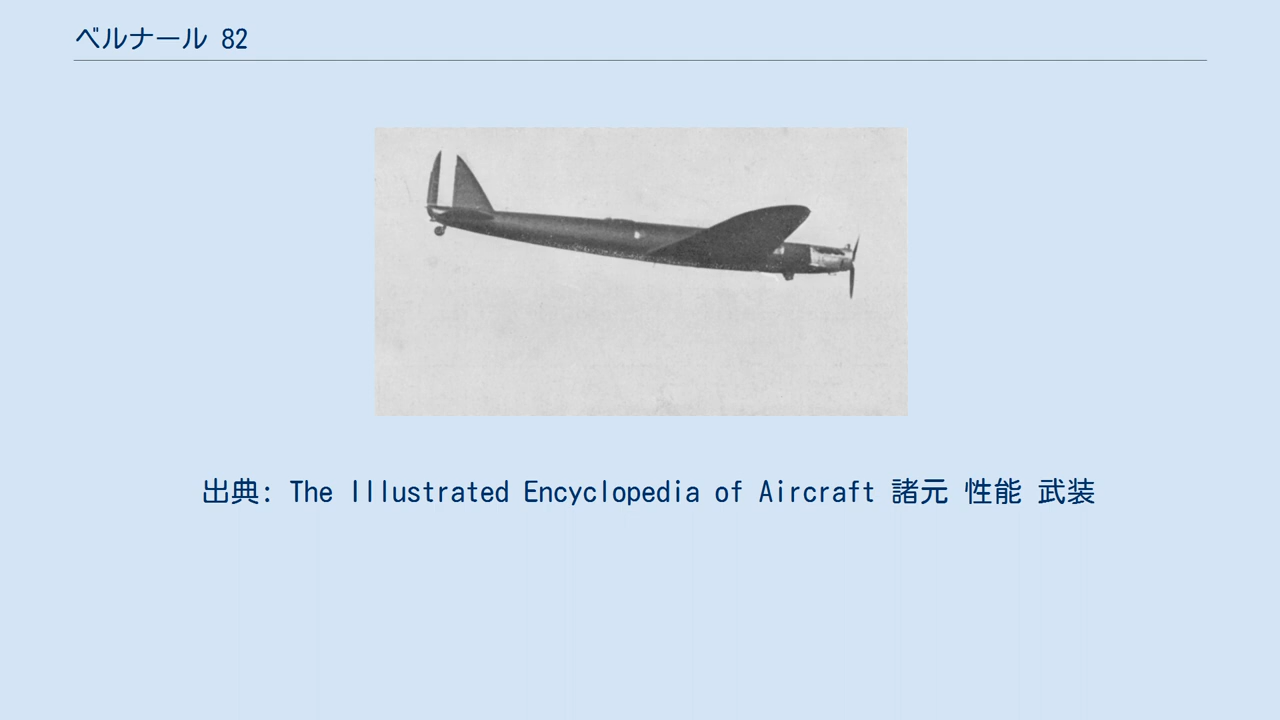 ベルナール 82
出典: The Illustrated Encyclopedia of Aircraft 諸元 性能 武装